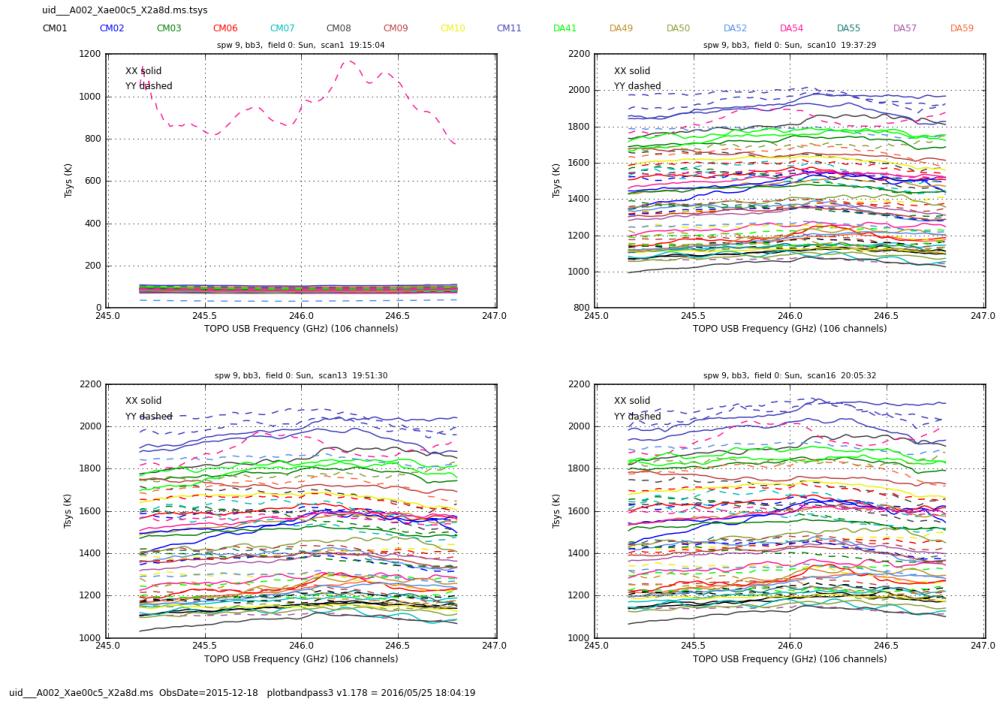 uid___A002_Xae00c5_X2a8d.ms.tsys
CM01 CM02 CM03 CM06 CM07 CM08 CM09 CM10 CM11 DA41 DA49 DA50 DA52 DA54 DA55 DA57 DA59
spw 9, bb3, field 0: Sun, scan1 19:15:04
XX solid
YY dashed
Tsys (K)
1200
1000
800
600
400
200
0
245.0 245.5 246.0 246.5 247.0
TOPO USB Frequency (GHz) (106 channels)
spw 9, bb3, field 0: Sun, scan10 19:37:29
XX solid
YY dashed
Tsys (K)
2200
2000
1800
1600
1400
1200
1000
800
245.0 245.5 246.0 246.5 247.0
TOPO USB Frequency (GHz) (106 channels)
spw 9, bb3, field 0: Sun, scan13 19:51:30
XX solid
YY dashed
Tsys (K)
2200
2000
1800
1600
1400
1200
1000
245.0 245.5 246.0 246.5 247.0
TOPO USB Frequency (GHz) (106 channels)
spw 9, bb3, field 0: Sun, scan16 20:05:32
XX solid
YY dashed
Tsys (K)
2200
2000
1800
1600
1400
1200
1000
245.0 245.5 246.0 246.5 247.0
TOPO USB Frequency (GHz) (106 channels)
uid___A002_Xae00c5_X2a8d.ms ObsDate=2015-12-18 plotbandpass3 v1.178 = 2016/05/25 18:04:19